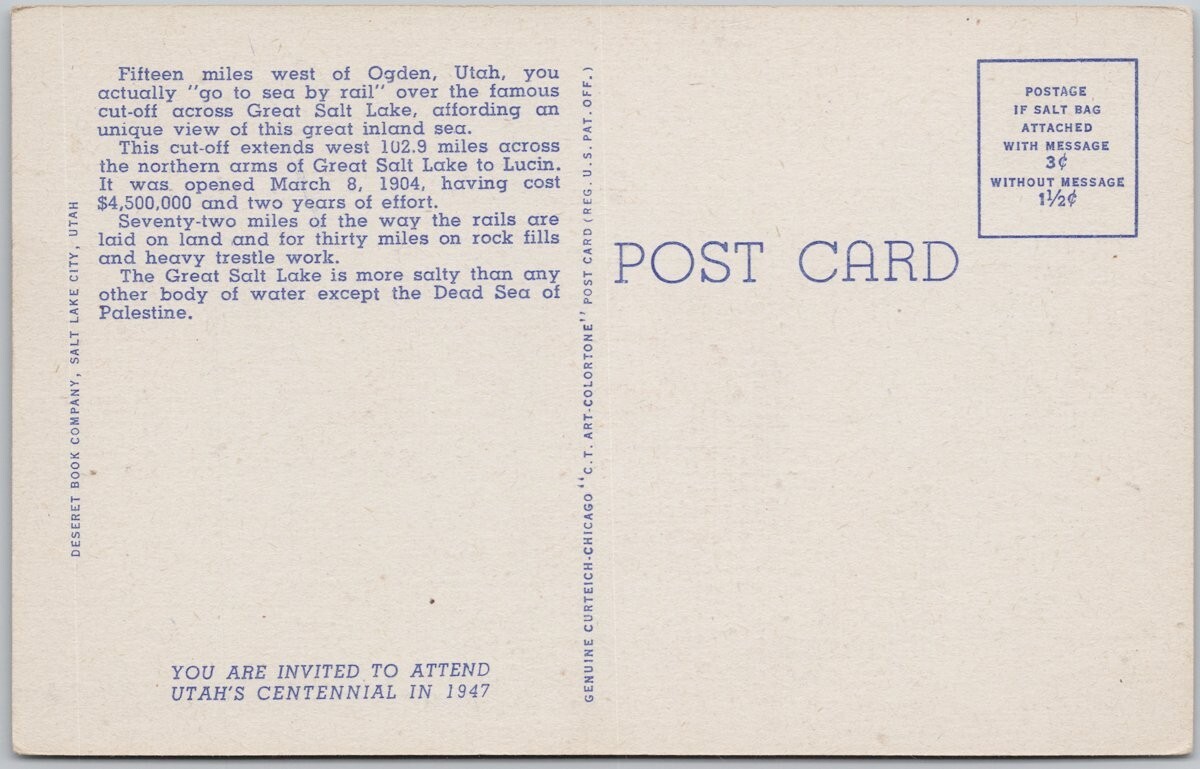 Fifteen miles west of Ogden, Utah, you
actually "go to sea by rail" over the famous
cut-off across Great Salt Lake, affording an
unique view of this great inland sea.
This cut-off extends west 102.9 miles across
the northern arms of Great Salt Lake to Lucin.
It was opened March 8, 1904, having cost
$4,500,000 and two years of effort.
Seventy-two miles of the way the rails are
laid on land and for thirty miles on rock fills
and heavy trestle work.
The Great Salt Lake is more salty than any
other body of water except the Dead Sea of
Palestine.
DESERET BOOK COMPANY, SALT LAKE CITY, UTAH
YOU ARE INVITED TO ATTEND
UTAH'S CENTENNIAL IN 1947
GENUINE CURTEICH-CHICAGO "C.T. ART-COLORTONE" POST CARD (REG. U.S. PAT. OFF.)
POST CARD
POSTAGE
IF SALT BAG
ATTACHED
WITH MESSAGE
3¢
WITHOUT MESSAGE
1½¢